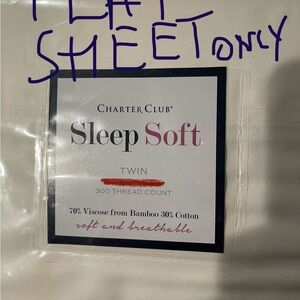 FLAT
SHEET ONLY
CHARTER CLUB®
Sleep Soft
TWIN
300 THREAD COUNT
70% Viscose from Bamboo 30% Cotton
soft and breathable